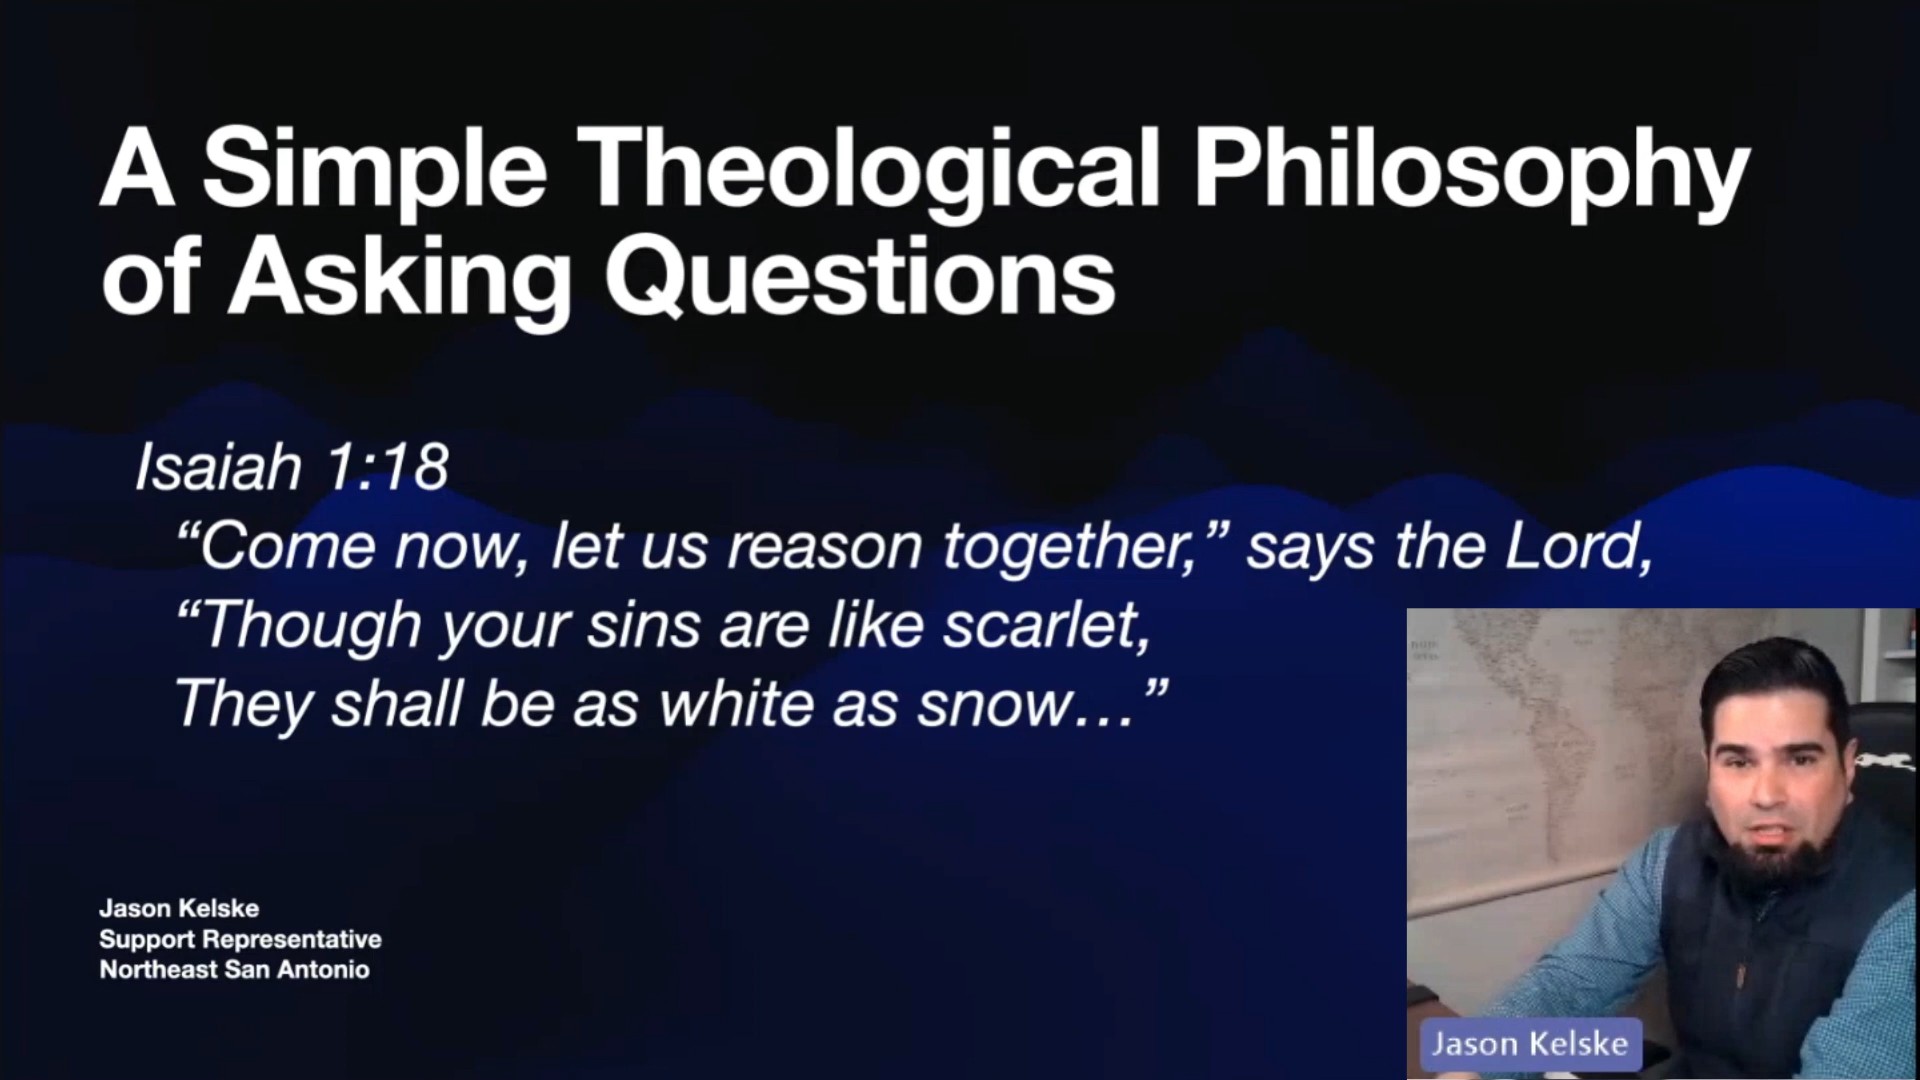 A Simple Theological Philosophy
of Asking Questions
Isaiah 1:18
“Come now, let us reason together,” says the Lord,
“Though your sins are like scarlet,
They shall be as white as snow…”
Jason Kelske
Support Representative
Northeast San Antonio
Jason Kelske